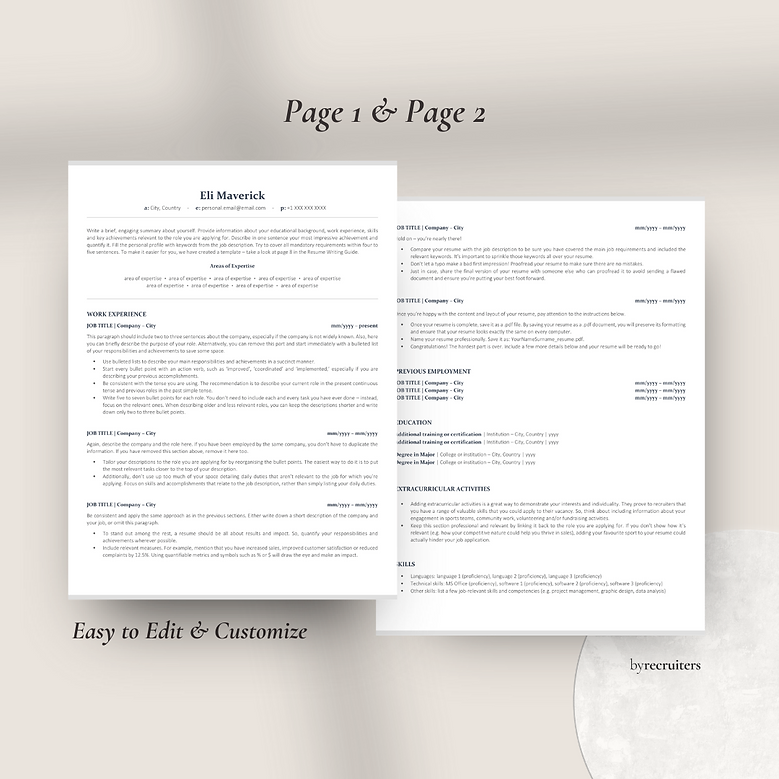 Page 1 & Page 2
Eli Maverick
a: City, Country - e: personal.email@email.com - p: +1 XXX XXX XXXX
Write a brief, engaging summary about yourself. Provide information about your educational background, work experience, skills
and key achievements relevant to the role you are applying for. Describe in one sentence your most impressive achievement and
quantify it. Fill the personal profile with keywords from the job description. Try to cover all mandatory requirements within four to
five sentences. To make it easier for you, we have created a template – take a look at page 8 in the Resume Writing Guide.
Areas of Expertise
area of expertise • area of expertise • area of expertise • area of expertise • area of expertise
area of expertise • area of expertise • area of expertise • area of expertise
WORK EXPERIENCE
JOB TITLE | Company – City mm/yyyy – present
This paragraph should include two to three sentences about the company, especially if the company is not widely known. Also, here
you can briefly describe the purpose of your role. Alternatively, you can remove this part and start immediately with a bulleted list
of your responsibilities and achievements to save some space.
• Use bulleted lists to describe your main responsibilities and achievements in a succinct manner.
• Start every bullet point with an action verb, such as 'improved', 'coordinated' and 'implemented,' especially if you are
describing your previous accomplishments.
• Be consistent with the tense you are using. The recommendation is to describe your current role in the present continuous
tense and previous roles in the past simple tense.
• Write five to seven bullet points for each role. You don't need to include each and every task you have ever done – instead,
focus on the relevant ones. When describing older and less relevant roles, you can keep the descriptions shorter and write
down only two to three bullet points.
JOB TITLE | Company – City mm/yyyy – mm/yyyy
Again, describe the company and the role here. If you have been employed by the same company, you don't have to duplicate the
information. If you have removed this section above, remove it here too.
• Tailor your descriptions to the role you are applying for by reorganizing the bullet points. The easiest way to do it is to put
the most relevant tasks closer to the top of your description.
• Additionally, don't use up too much of your space detailing daily duties that aren't relevant to the job for which you're
applying. Focus on skills and accomplishments that relate to the job description, rather than simply listing your daily duties.
JOB TITLE | Company – City mm/yyyy – mm/yyyy
Be consistent and apply the same approach as in the previous sections. Either write down a short description of the company and
your job, or omit this paragraph.
• To stand out among the rest, a resume should be all about results and impact. So, quantify your responsibilities and
achievements wherever possible.
• Include relevant measures. For example, mention that you have increased sales, improved customer satisfaction or reduced
complaints by 12.5%. Using quantifiable metrics and symbols such as % or $ will draw the eye and make an impact.
JOB TITLE | Company – City mm/yyyy – mm/yyyy
old on – you're nearly there!
• Compare your resume with the job description to be sure you have covered the main job requirements and included the
relevant keywords. It's important to sprinkle those keywords all over your resume.
• Don't let a typo make a bad first impression! Proofread your resume to make sure there are no mistakes.
• Just in case, share the final version of your resume with someone else who can proofread it to avoid sending a flawed
document and ensure you're putting your best foot forward.
JOB TITLE | Company – City mm/yyyy – mm/yyyy
nce you're happy with the content and layout of your resume, pay attention to the instructions below.
• Once your resume is complete, save it as a .pdf file. By saving your resume as a .pdf document, you will preserve its formatting
and ensure that your resume looks exactly the same on every computer.
• Name your resume professionally. Save it as: YourNameSurname_resume.pdf.
• Congratulations! The hardest part is over. Include a few more details below and your resume will be ready to go!
PREVIOUS EMPLOYMENT
JOB TITLE | Company – City mm/yyyy – mm/yyyy
JOB TITLE | Company – City mm/yyyy – mm/yyyy
JOB TITLE | Company – City mm/yyyy – mm/yyyy
EDUCATION
Additional training or certification | Institution – City, Country | yyyy
Additional training or certification | Institution – City, Country | yyyy
Degree in Major | College or Institution – City, Country | yyyy
Degree in Major | College or Institution – City, Country | yyyy
EXTRACURRICULAR ACTIVITIES
• Adding extracurricular activities is a great way to demonstrate your interests and individuality. They prove to recruiters that
you have a range of valuable skills that you could apply to their vacancy. So, think about including information about your
engagement in sports teams, community work, volunteering and/or fundraising activities.
• Keep this section professional and relevant by linking it back to the role you are applying for. If you don't show how it's
relevant (e.g. how your competitive nature could help you thrive in sales), adding your extracurricular activities could actually
hinder your job application.
SKILLS
• Languages: language 1 (proficiency), language 2 (proficiency), language 3 (proficiency)
• Technical skills: MS Office (proficiency), software 1 (proficiency), software 2 (proficiency), software 3 (proficiency)
• Other skills: list a few job-relevant skills and competencies (e.g. project management, graphic design, data analysis)
Easy to Edit & Customize
byrecruiters